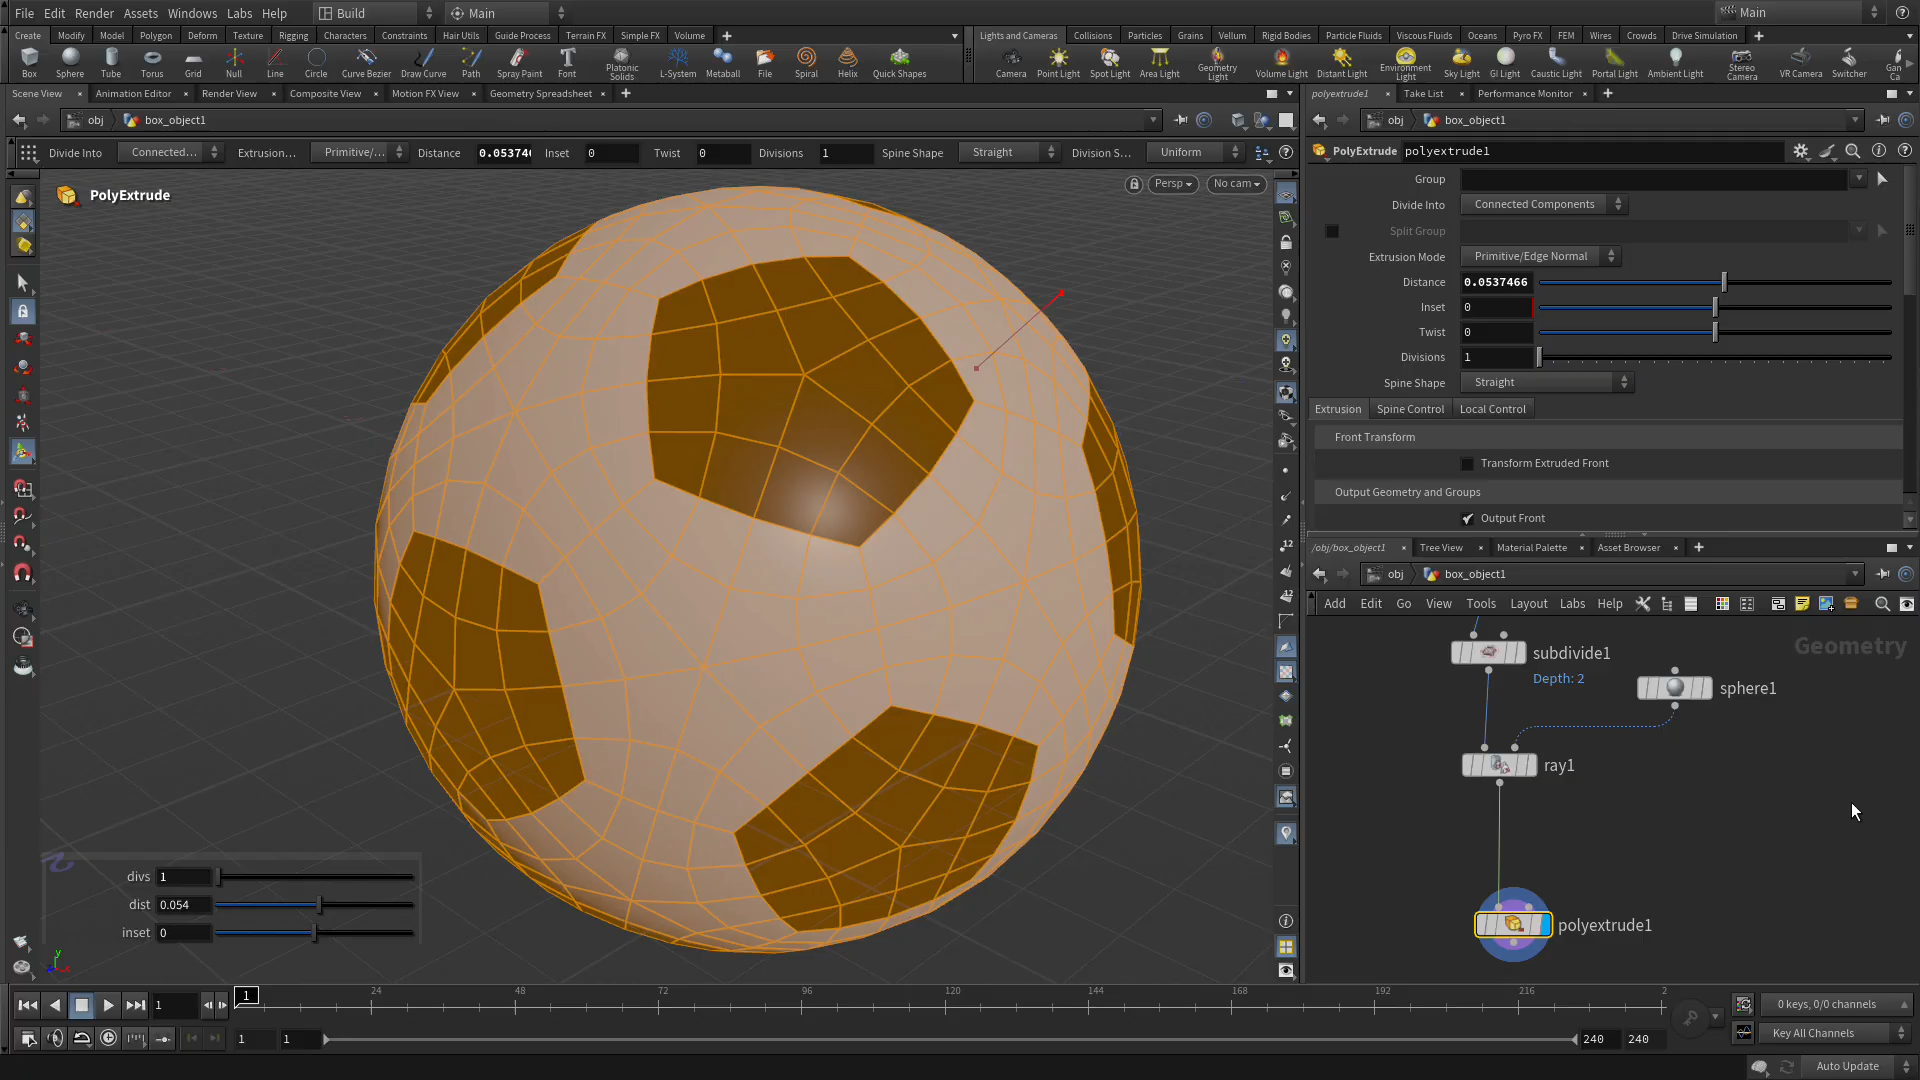 File Edit Render Assets Windows Labs Help Build Main Main
Create Modify Model Polygon Deform Texture Rigging Characters Constraints Hair Utils Guide Process Terrain FX Simple FX Volume
Lights and Cameras Collisions Particles Grains Vellum Rigid Bodies Particle Fluids Viscous Fluids Oceans Pyro FX FEM Wires Crowds Drive Simulation
Box Sphere Tube Torus Grid Null Line Circle Curve Bezier Draw Curve Path Spray Paint Font Platonic Solids L-System Metaball File Spiral Helix Quick Shapes
Camera Point Light Spot Light Area Light Geometry Light Volume Light Distant Light Environment Light Sky Light GI Light Caustic Light Portal Light Ambient Light Stereo Camera VR Camera Switcher Gan Ca
Scene View Animation Editor Render View Composite View Motion FX View Geometry Spreadsheet
polyextrude1 Take List Performance Monitor
obj box_object1
obj box_object1
Divide Into Connected... Extrusion... Primitive/... Distance 0.05374 Inset 0 Twist 0 Divisions 1 Spine Shape Straight Division S... Uniform
PolyExtrude polyextrude1
PolyExtrude
Persp No cam
Group
Divide Into Connected Components
Split Group
Extrusion Mode Primitive/Edge Normal
Distance 0.0537466
Inset 0
Twist 0
Divisions 1
Spine Shape Straight
Extrusion Spine Control Local Control
Front Transform
Transform Extruded Front
Output Geometry and Groups
Output Front
/obj/box_object1 Tree View Material Palette Asset Browser
obj box_object1
Add Edit Go View Tools Layout Labs Help
Geometry
subdivide1
Depth: 2
sphere1
ray1
polyextrude1
12
12
divs 1
dist 0.054
inset 0
y
x
z
1 1 24 48 72 96 120 144 168 192 216 2
0 keys, 0/0 channels
1 1 240 240
Key All Channels
Auto Update